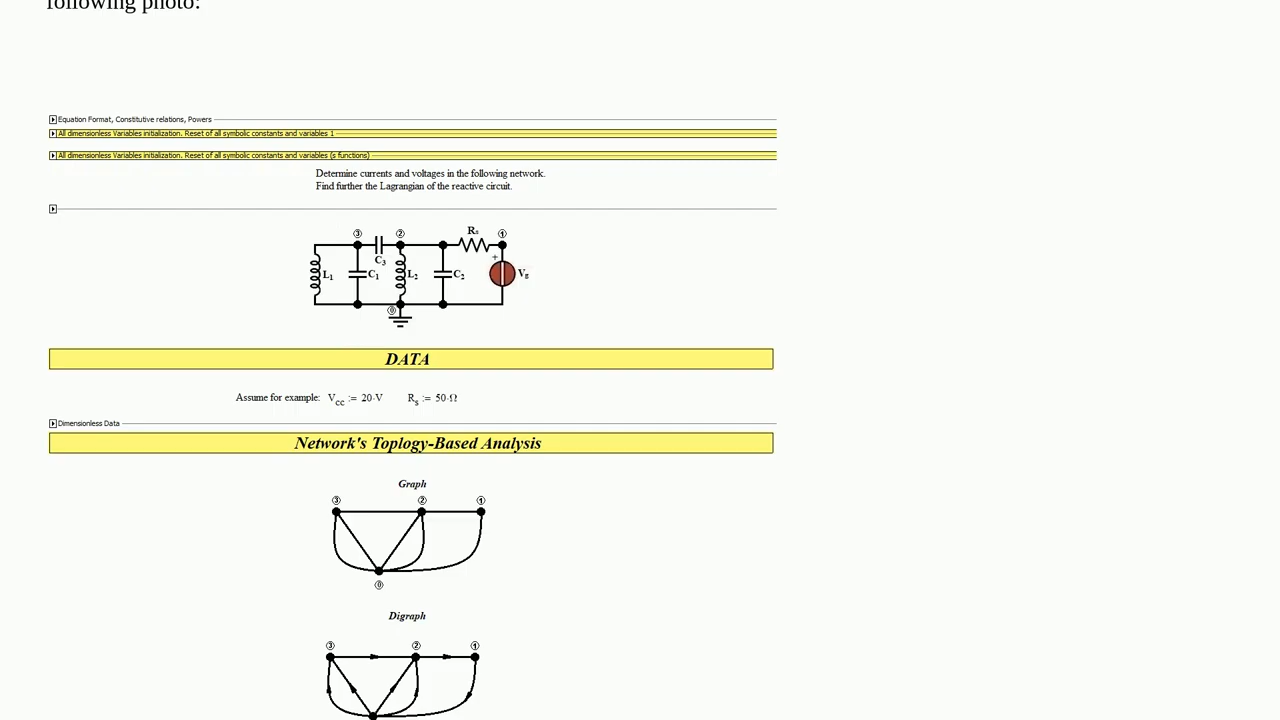 following photo:
Equation Format, Constitutive relations, Powers
All dimensionless Variables initialization. Reset of all symbolic constants and variables 1
All dimensionless Variables initialization. Reset of all symbolic constants and variables (s functions)
Determine currents and voltages in the following network.
Find further the Lagrangian of the reactive circuit.
③ ② Rs ①
C3
+
L1 C1 L2 C2 Vg
⓪
DATA
Assume for example: Vcc := 20·V Rs := 50·Ω
Dimensionless Data
Network's Toplogy-Based Analysis
Graph
③ ② ①
⓪
Digraph
③ ② ①